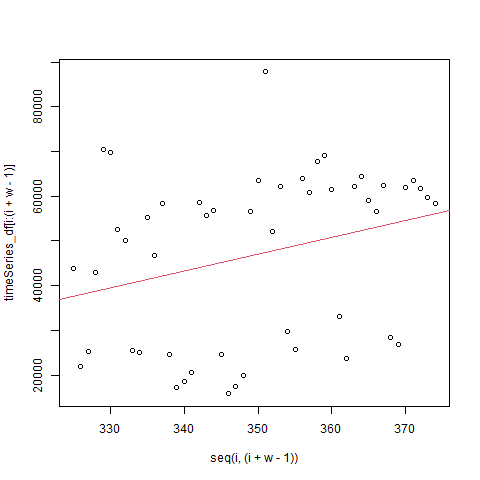 timeSeries_df[i:(i + w - 1)]
80000
60000
40000
20000
330 340 350 360 370
seq(i, (i + w - 1))